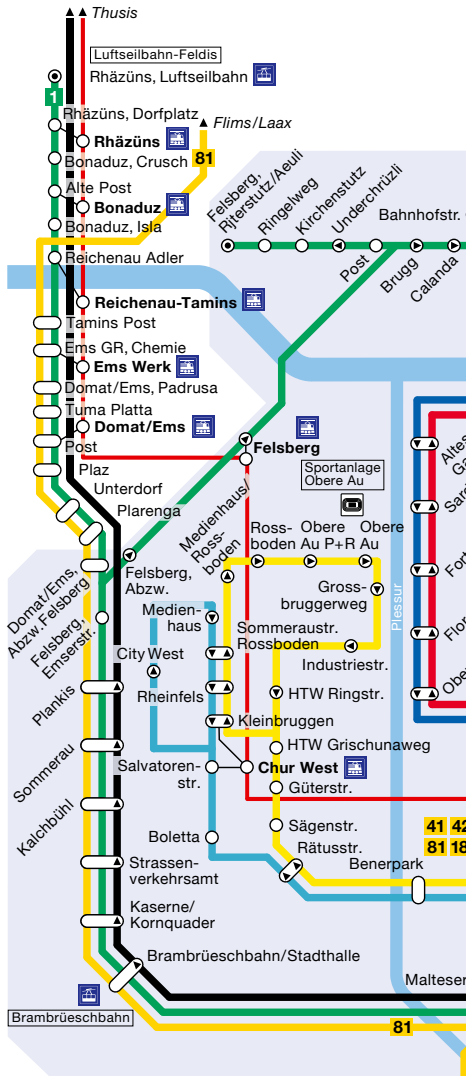 Thusis
Luftseilbahn-Feldis
Rhäzüns, Luftseilbahn
1
Rhäzüns, Dorfplatz
Flims/Laax
Rhäzüns
81
Bonaduz, Crusch
Alte Post
Bonaduz
Bonaduz, Isla
Reichenau Adler
Felsberg,
Riterstutz/Aeuli
Ringelweg
Kirchenstutz
Underchrüzli
Bahnhofstr.
Post
Brugg
Calanda
Reichenau-Tamins
Tamins Post
Ems GR, Chemie
Ems Werk
Domat/Ems, Padrusa
Tuma Platta
Domat/Ems
Post
Plaz
Unterdorf
Plarenga
Felsberg
Sportanlage
Obere Au
Medienhaus/
Ross-
boden
Ross-
boden
Obere
Au
P+R
Obere
Au
Gross-
bruggerweg
Domat/Ems,
Abzw. Felsberg
Felsberg,
Abzw.
Felsberg,
Emserstr.
Medien-
haus
Sommeraustr.
Rossboden
City West
Industriestr.
Plankis
Rheinfels
HTW Ringstr.
Kleinbruggen
Plessur
HTW Grischunaweg
Sommerau
Salvatoren-
str.
Chur West
Güterstr.
Kalchbühl
Sägenstr.
41
42
81
18
Boletta
Rätusstr.
Benerpark
Strassen-
verkehrsamt
Kaserne/
Kornquader
Brambrüeschbahn/Stadthalle
Malteser
Brambrüeschbahn
81